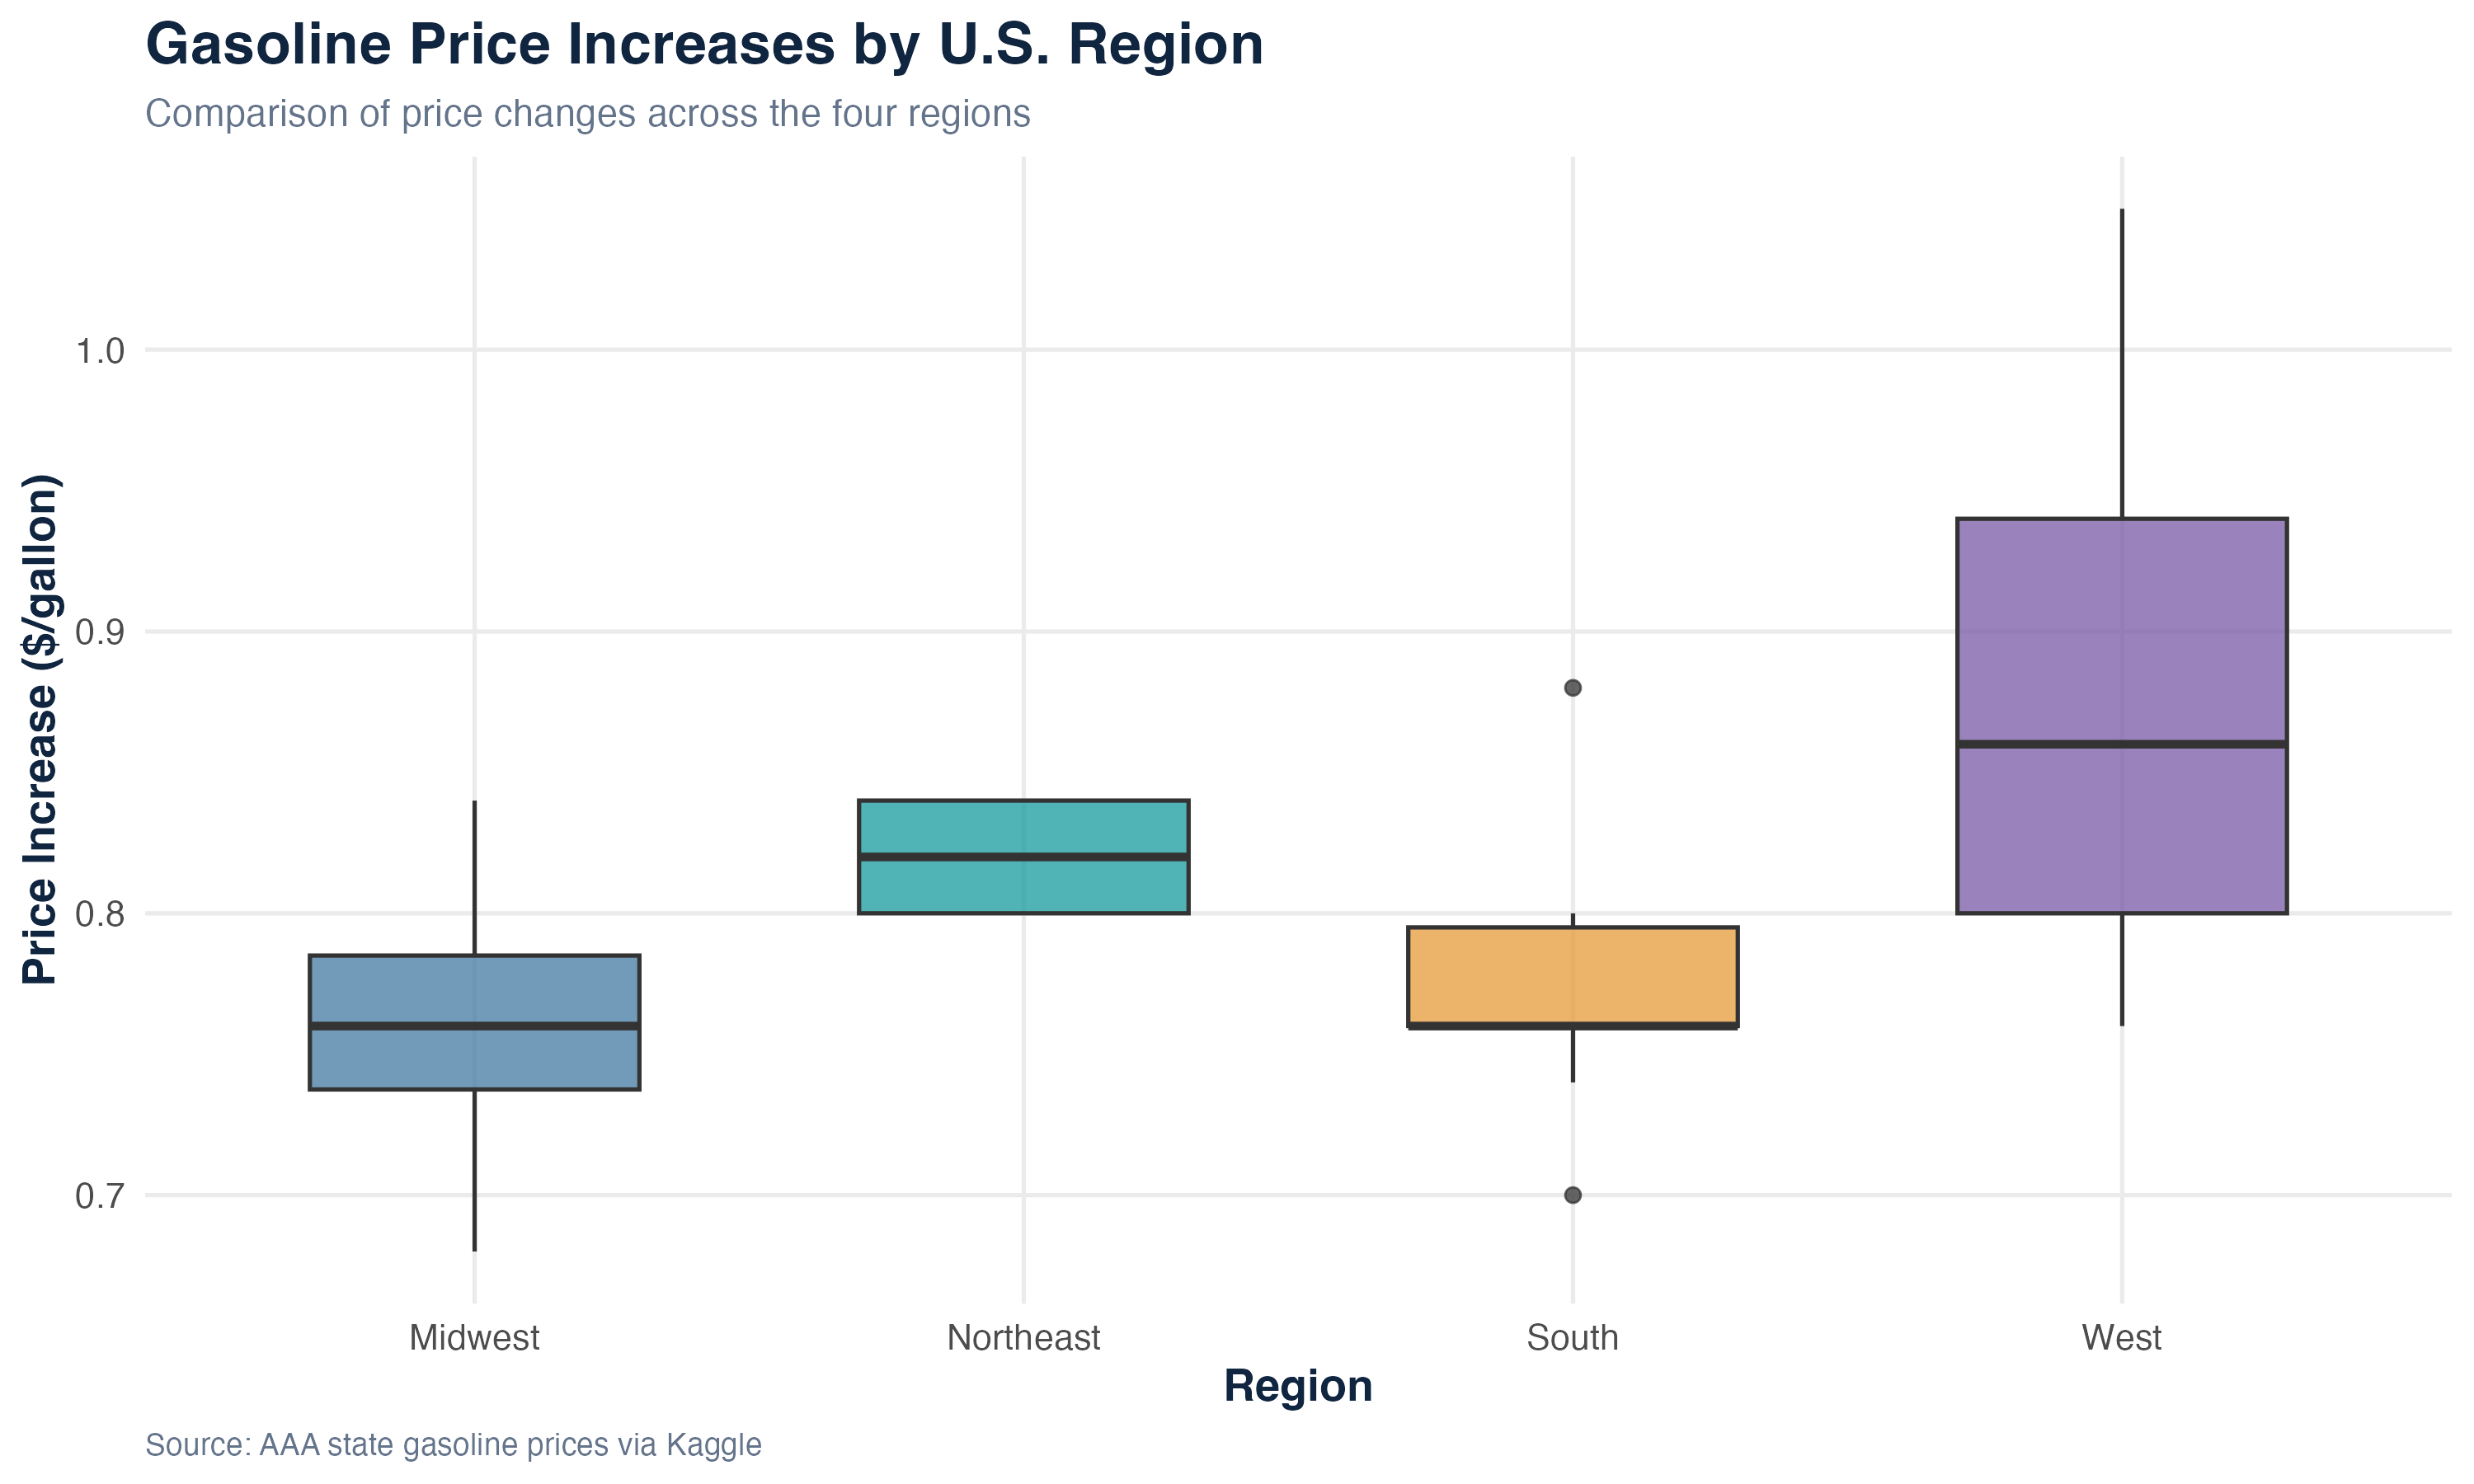 Gasoline Price Increases by U.S. Region
Comparison of price changes across the four regions
Price Increase ($/gallon)
1.0
0.9
0.8
0.7
Midwest Northeast South West
Region
Source: AAA state gasoline prices via Kaggle